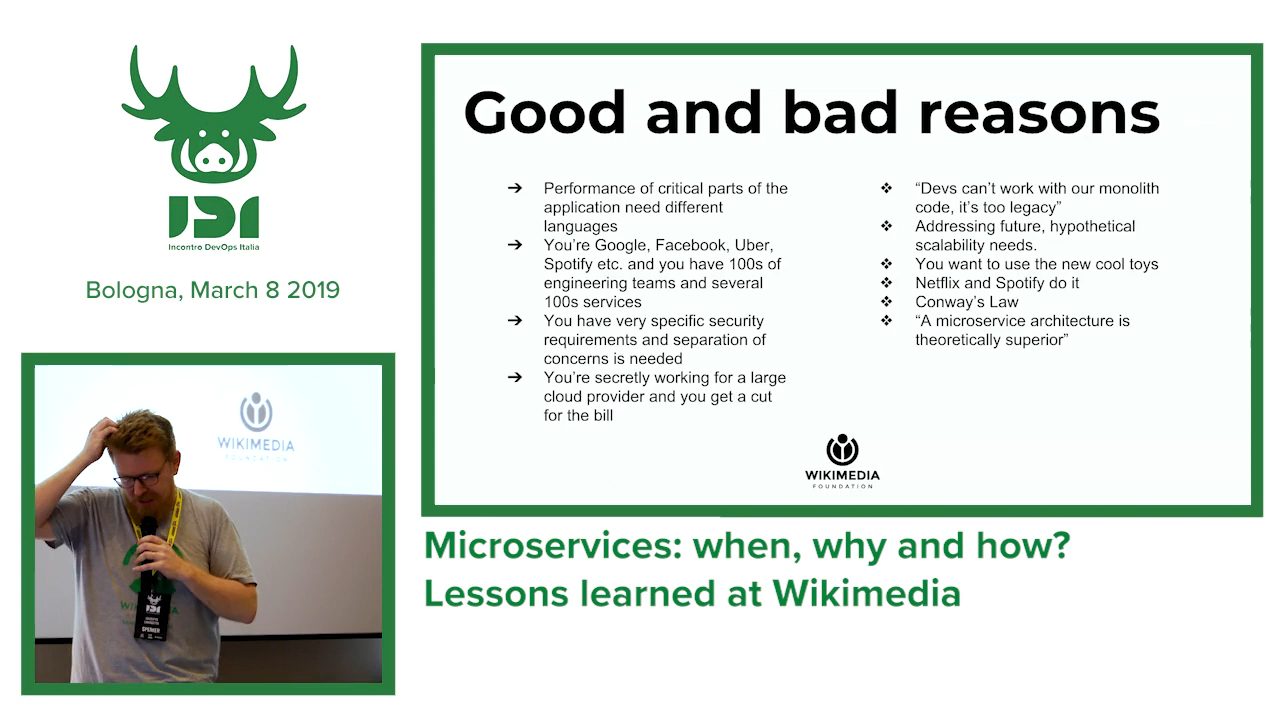 IDI
Incontro DevOps Italia
Bologna, March 8 2019
Good and bad reasons
➔ Performance of critical parts of the
application need different
languages
➔ You’re Google, Facebook, Uber,
Spotify etc. and you have 100s of
engineering teams and several
100s services
➔ You have very specific security
requirements and separation of
concerns is needed
➔ You’re secretly working for a large
cloud provider and you get a cut
for the bill
❖ “Devs can’t work with our monolith
code, it’s too legacy”
❖ Addressing future, hypothetical
scalability needs.
❖ You want to use the new cool toys
❖ Netflix and Spotify do it
❖ Conway’s Law
❖ “A microservice architecture is
theoretically superior”
WIKIMEDIA
FOUNDATION
WIKIMEDIA
FOUNDATION
IDI
SPEAKER
Microservices: when, why and how?
Lessons learned at Wikimedia